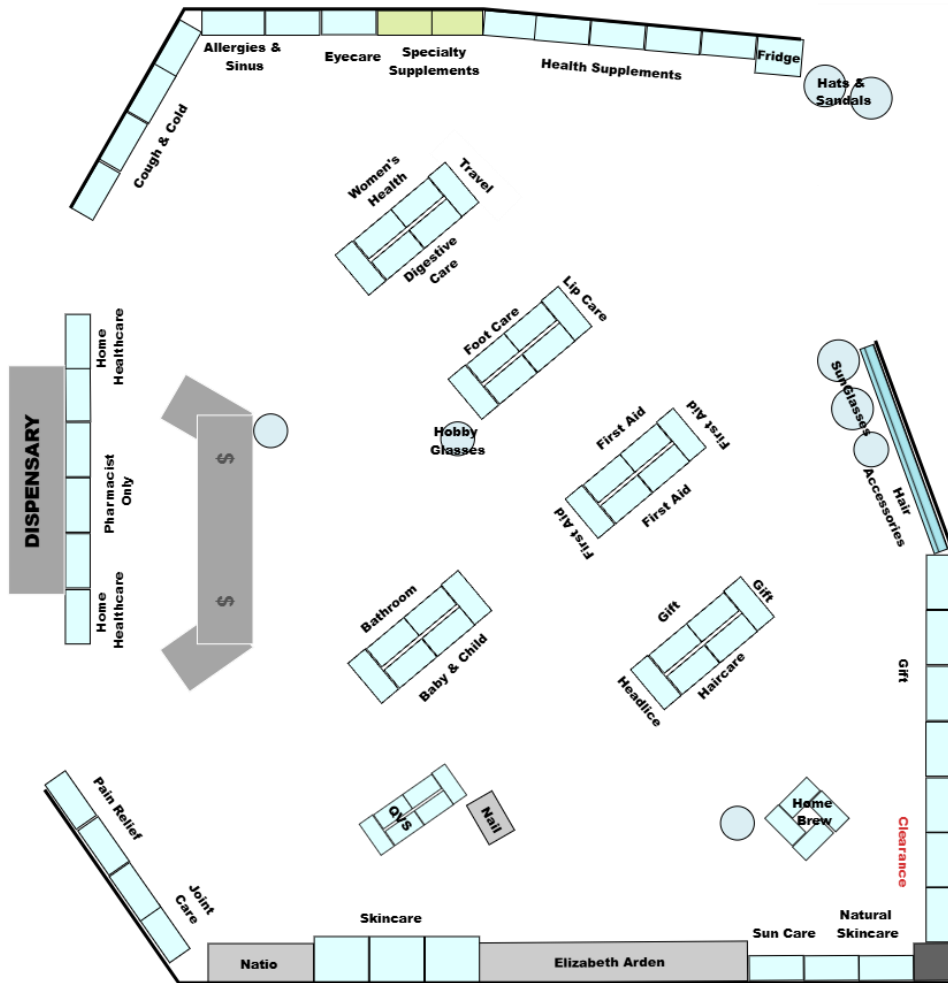 Allergies &
Sinus
Eyecare
Specialty
Supplements
Health Supplements
Fridge
Hats &
Sandals
Cough & Cold
Women's
Health
Travel
Digestive
Care
Foot Care
Lip Care
Home
Healthcare
DISPENSARY
Pharmacist
Only
Home
Healthcare
$
$
Hobby
Glasses
First Aid
First Aid
First Aid
First Aid
SunGlasses
Hair
Accessories
Bathroom
Baby & Child
Gift
Gift
Headlice
Haircare
Gift
Pain Relief
Joint
Care
QVS
Nail
Home
Brew
Clearance
Skincare
Natio
Elizabeth Arden
Sun Care
Natural
Skincare